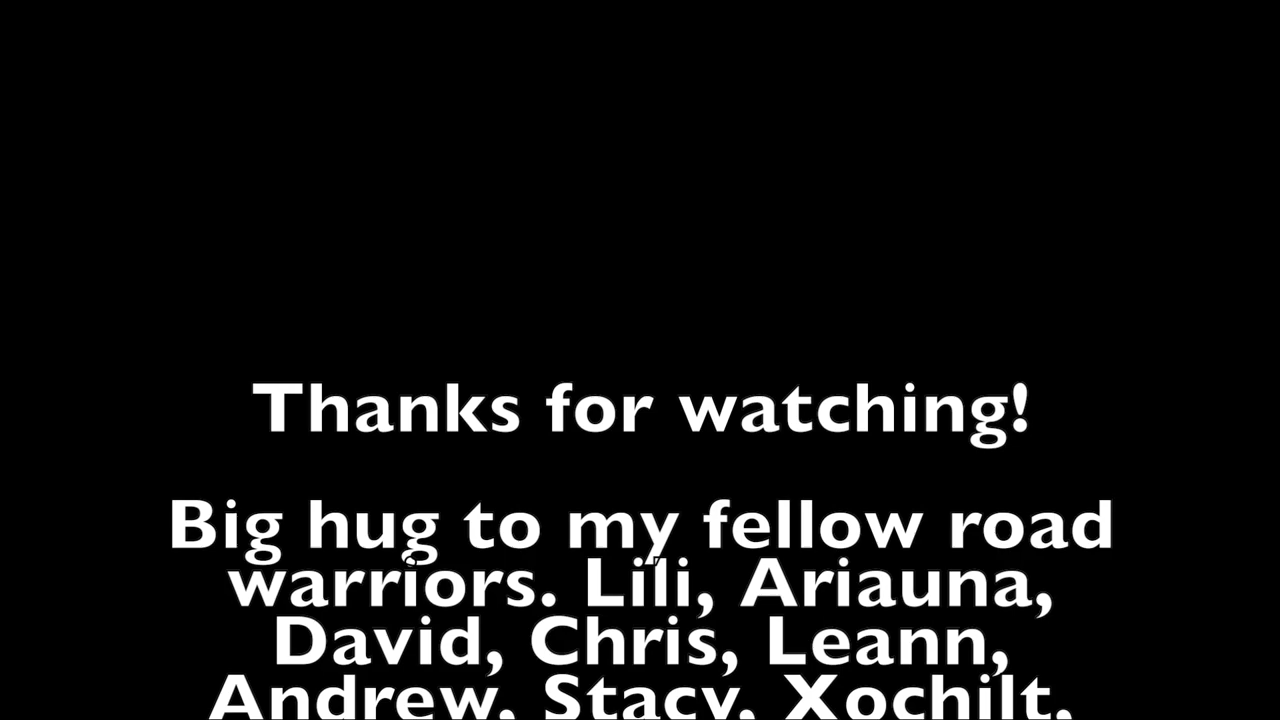 Thanks for watching!
Big hug to my fellow road
warriors. Lili, Ariauna,
David, Chris, Leann,
Andrew, Stacy, Xochilt,